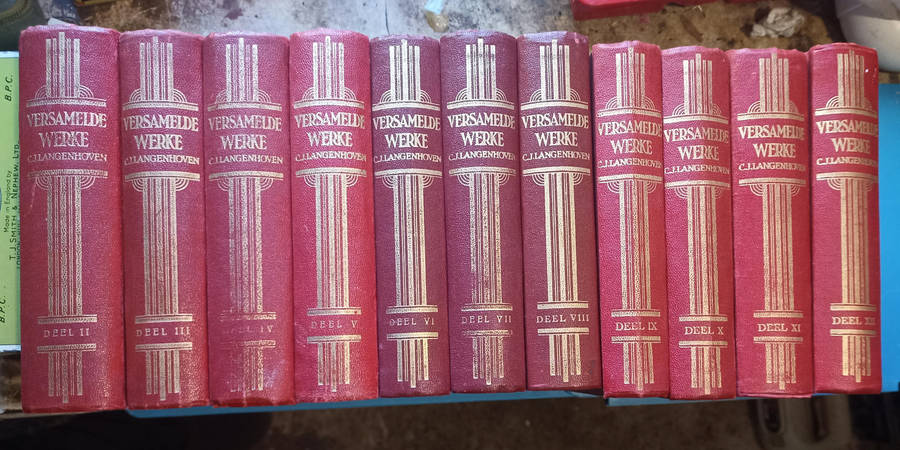 B.P.C.
Made in England by
T. J. SMITH & NEPHEW, LTD.
B.P.C.
VERSAMELDE
WERKE
C.J. LANGENHOVEN
DEEL II
VERSAMELDE
WERKE
C.J. LANGENHOVEN
DEEL III
VERSAMELDE
WERKE
C.J. LANGENHOVEN
DEEL IV
VERSAMELDE
WERKE
C.J. LANGENHOVEN
DEEL V
VERSAMELDE
WERKE
C.J. LANGENHOVEN
DEEL VI
VERSAMELDE
WERKE
C.J. LANGENHOVEN
DEEL VII
VERSAMELDE
WERKE
C.J. LANGENHOVEN
DEEL VIII
VERSAMELDE
WERKE
C.J. LANGENHOVEN
DEEL IX
VERSAMELDE
WERKE
C.J. LANGENHOVEN
DEEL X
VERSAMELDE
WERKE
C.J. LANGENHOVEN
DEEL XI
VERSAMELDE
WERKE
C.J. LANGENHOVEN
DEEL